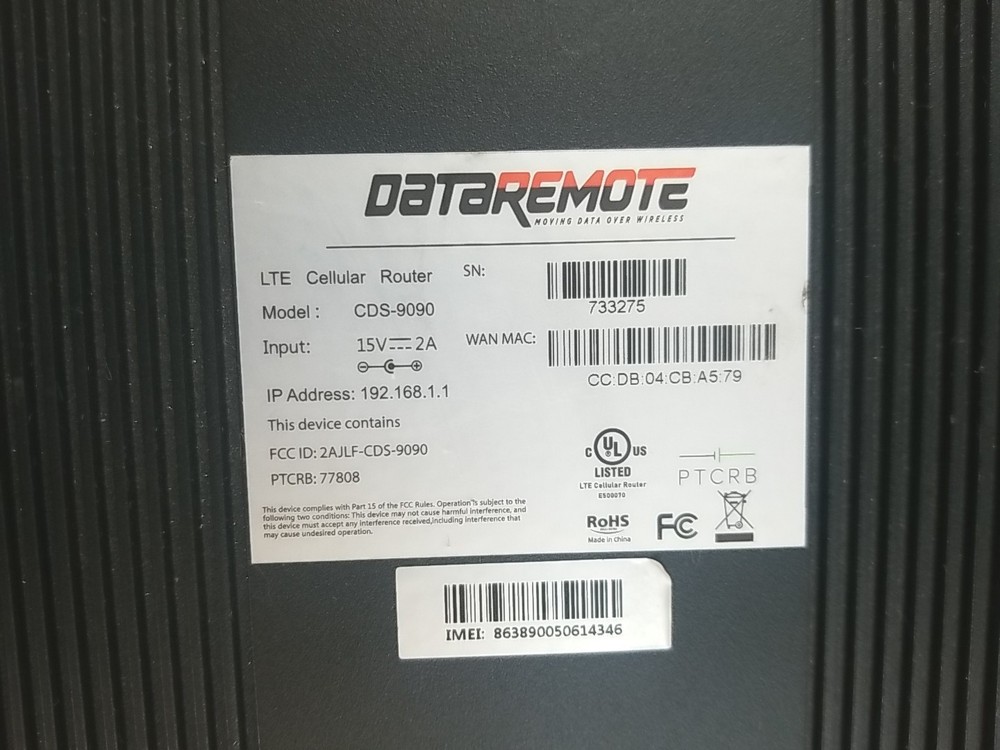 DATAREMOTE
MOVING DATA OVER WIRELESS
LTE Cellular Router
Model : CDS-9090
Input: 15V 2A
IP Address: 192.168.1.1
This device contains
FCC ID: 2AJLF-CDS-9090
PTCRB: 77808
This device complies with Part 15 of the FCC Rules. Operation is subject to the
following two conditions: This device may not cause harmful interference, and
this device must accept any interference received,including interference that
may cause undesired operation.
SN:
733275
WAN MAC:
CC:DB:04:CB:A5:79
C UL US
LISTED
LTE Cellular Router
E500070
PTCRB
RoHS
Made in China
FC
IMEI: 863890050614346